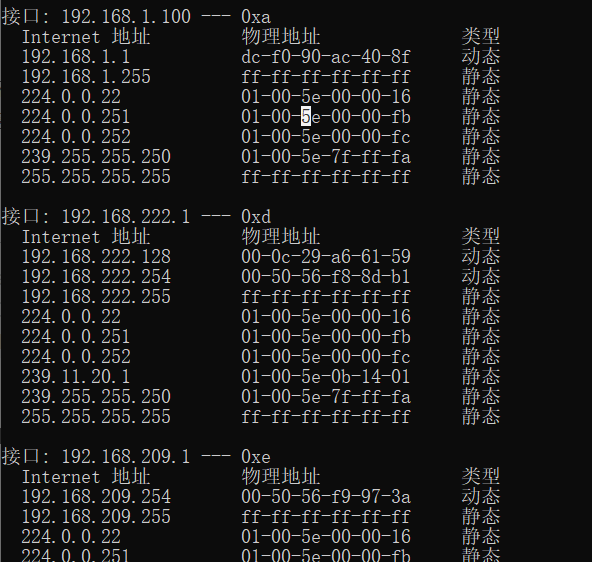 接口: 192.168.1.100 --- 0xa
Internet 地址 物理地址 类型
192.168.1.1 dc-f0-90-ac-40-8f 动态
192.168.1.255 ff-ff-ff-ff-ff-ff 静态
224.0.0.22 01-00-5e-00-00-16 静态
224.0.0.251 01-00-5e-00-00-fb 静态
224.0.0.252 01-00-5e-00-00-fc 静态
239.255.255.250 01-00-5e-7f-ff-fa 静态
255.255.255.255 ff-ff-ff-ff-ff-ff 静态
接口: 192.168.222.1 --- 0xd
Internet 地址 物理地址 类型
192.168.222.128 00-0c-29-a6-61-59 动态
192.168.222.254 00-50-56-f8-8d-b1 动态
192.168.222.255 ff-ff-ff-ff-ff-ff 静态
224.0.0.22 01-00-5e-00-00-16 静态
224.0.0.251 01-00-5e-00-00-fb 静态
224.0.0.252 01-00-5e-00-00-fc 静态
239.11.20.1 01-00-5e-0b-14-01 静态
239.255.255.250 01-00-5e-7f-ff-fa 静态
255.255.255.255 ff-ff-ff-ff-ff-ff 静态
接口: 192.168.209.1 --- 0xe
Internet 地址 物理地址 类型
192.168.209.254 00-50-56-f9-97-3a 动态
192.168.209.255 ff-ff-ff-ff-ff-ff 静态
224.0.0.22 01-00-5e-00-00-16 静态
224.0.0.251 01-00-5e-00-00-fb 静态